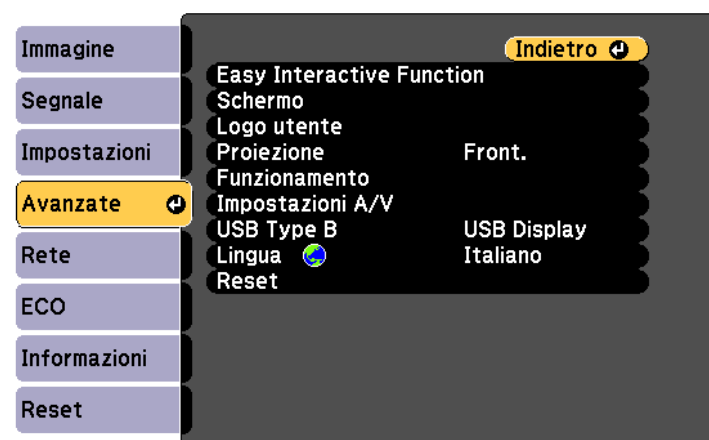 Immagine
Segnale
Impostazioni
Avanzate
Rete
ECO
Informazioni
Reset
Indietro
Easy Interactive Function
Schermo
Logo utente
Proiezione Front.
Funzionamento
Impostazioni A/V
USB Type B USB Display
Lingua Italiano
Reset